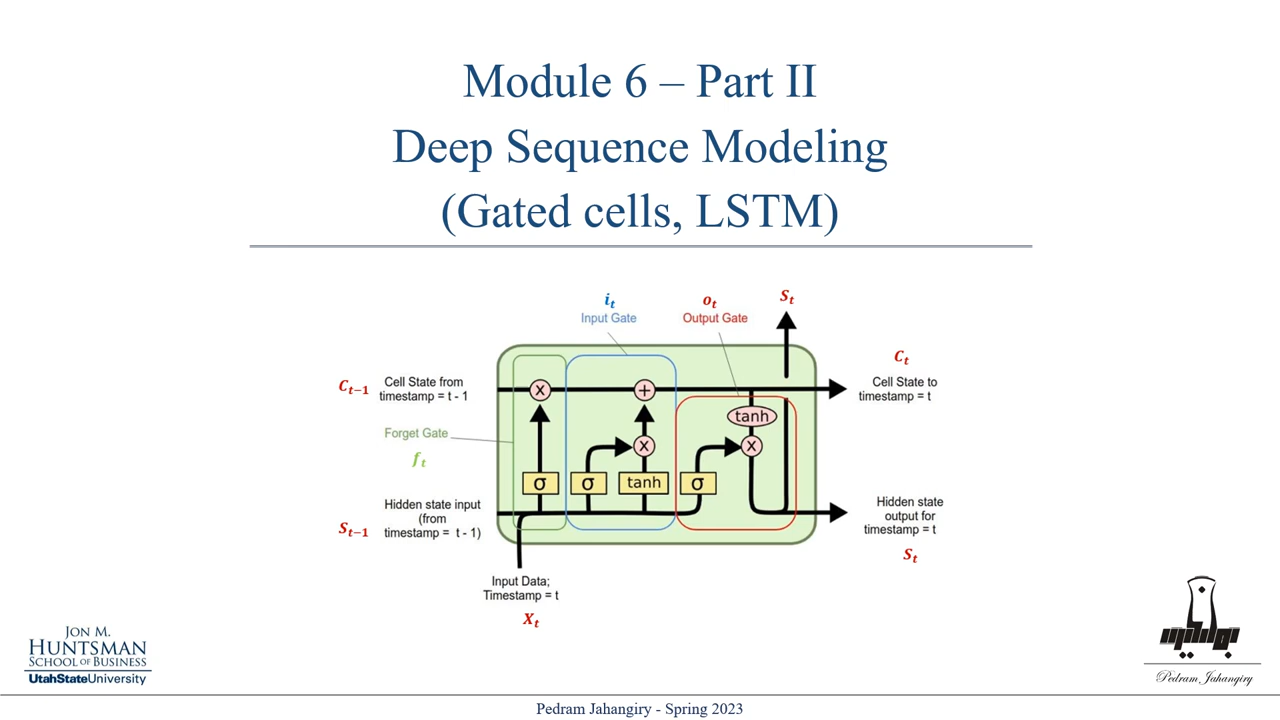 Module 6 – Part II
Deep Sequence Modeling
(Gated cells, LSTM)
i_t
Input Gate
o_t
Output Gate
S_t
C_{t−1}
Cell State from
timestamp = t - 1
x
+
C_t
Cell State to
timestamp = t
tanh
Forget Gate
f_t
x
x
σ
σ
tanh
σ
S_{t−1}
Hidden state input
(from
timestamp = t - 1)
Hidden state
output for
timestamp = t
S_t
Input Data;
Timestamp = t
X_t
JON M.
HUNTSMAN
SCHOOL OF BUSINESS
UtahStateUniversity
Pedram Jahangiry
Pedram Jahangiry - Spring 2023